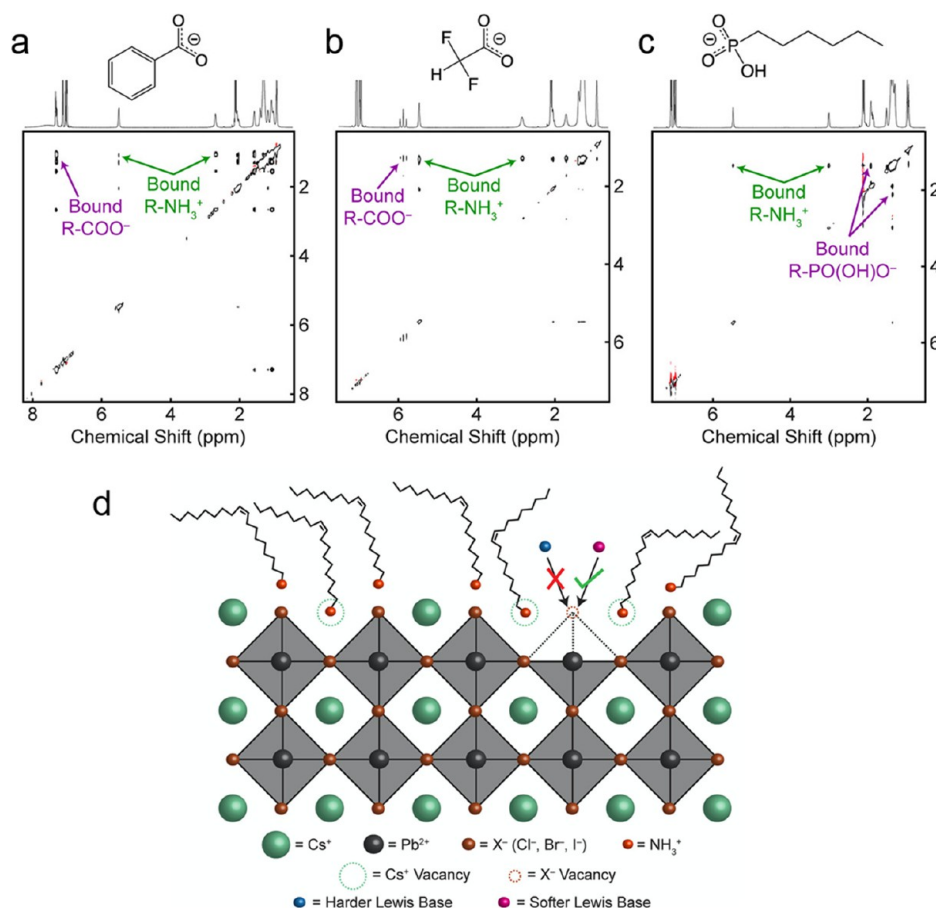 a
O
O
⊖
b
F
O
H
F
O
⊖
c
O
⊖
P
O
OH
Bound
R-COO⁻
Bound
R-NH₃⁺
2
4
6
8
8 6 4 2
Chemical Shift (ppm)
Bound
R-COO⁻
Bound
R-NH₃⁺
2
4
6
6 4 2
Chemical Shift (ppm)
Bound
R-NH₃⁺
Bound
R-PO(OH)O⁻
2
4
6
6 4 2
Chemical Shift (ppm)
d
= Cs⁺ = Pb²⁺ = X⁻ (Cl⁻, Br⁻, I⁻) = NH₃⁺
= Cs⁺ Vacancy = X⁻ Vacancy
= Harder Lewis Base = Softer Lewis Base